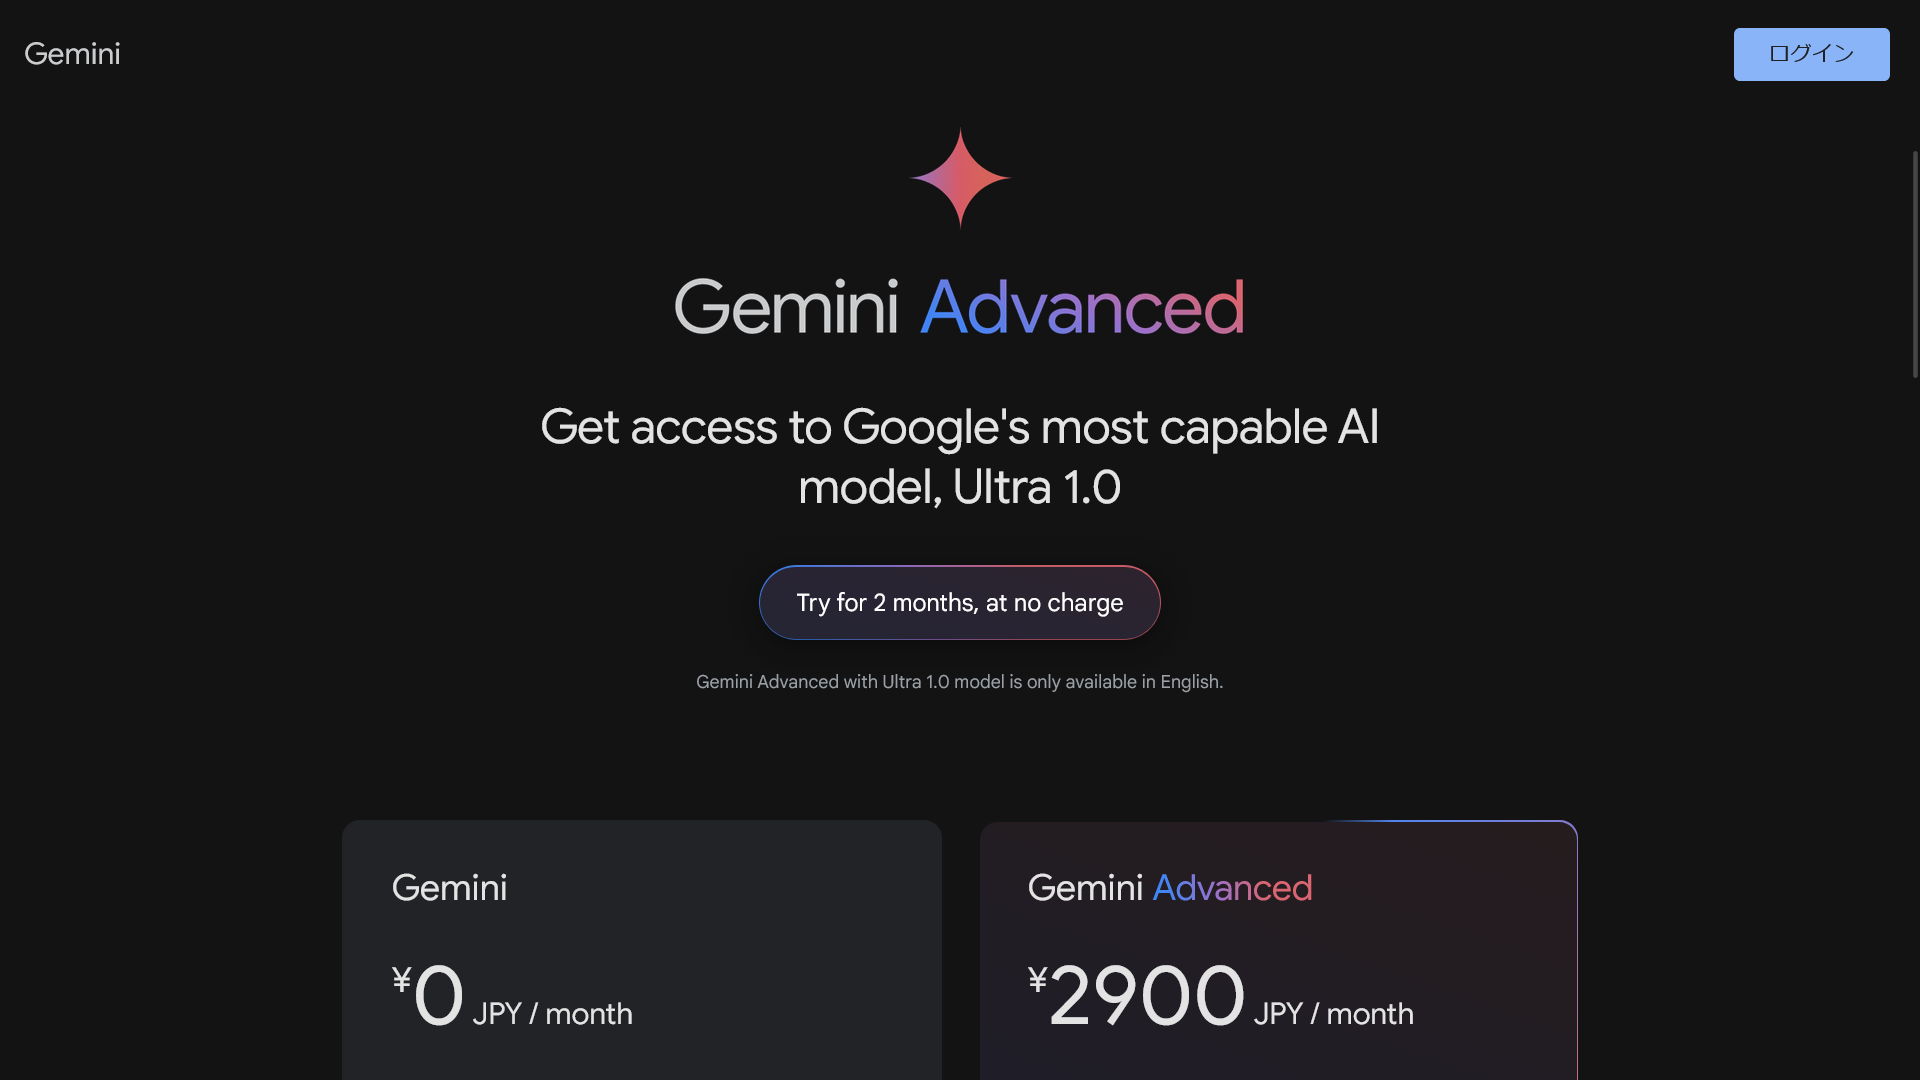 Gemini
ログイン
Gemini Advanced
Get access to Google's most capable AI
model, Ultra 1.0
Try for 2 months, at no charge
Gemini Advanced with Ultra 1.0 model is only available in English.
Gemini
¥0 JPY / month
Gemini Advanced
¥2900 JPY / month